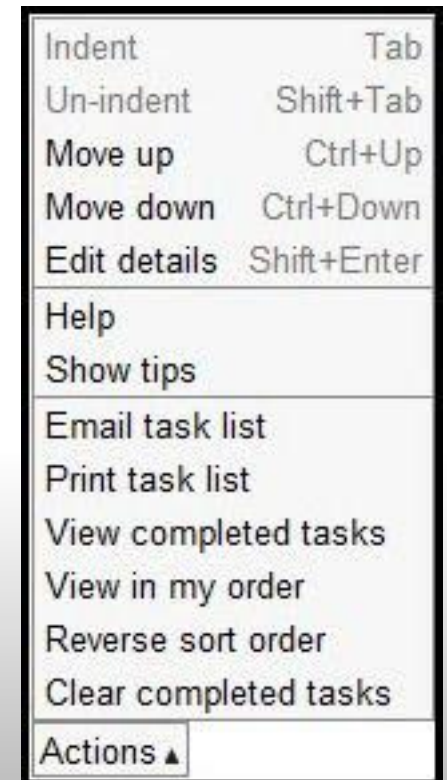 Indent Tab
Un-indent Shift+Tab
Move up Ctrl+Up
Move down Ctrl+Down
Edit details Shift+Enter
Help
Show tips
Email task list
Print task list
View completed tasks
View in my order
Reverse sort order
Clear completed tasks
Actions ▴